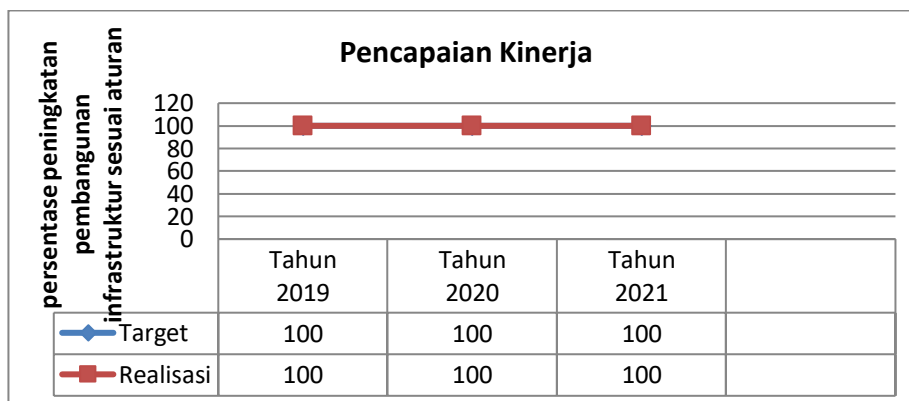 Pencapaian Kinerja
persentase peningkatan
pembangunan
infrastruktur sesuai aturan
120
100
80
60
40
20
0
Tahun 2019
Tahun 2020
Tahun 2021
Target 100 100 100
Realisasi 100 100 100